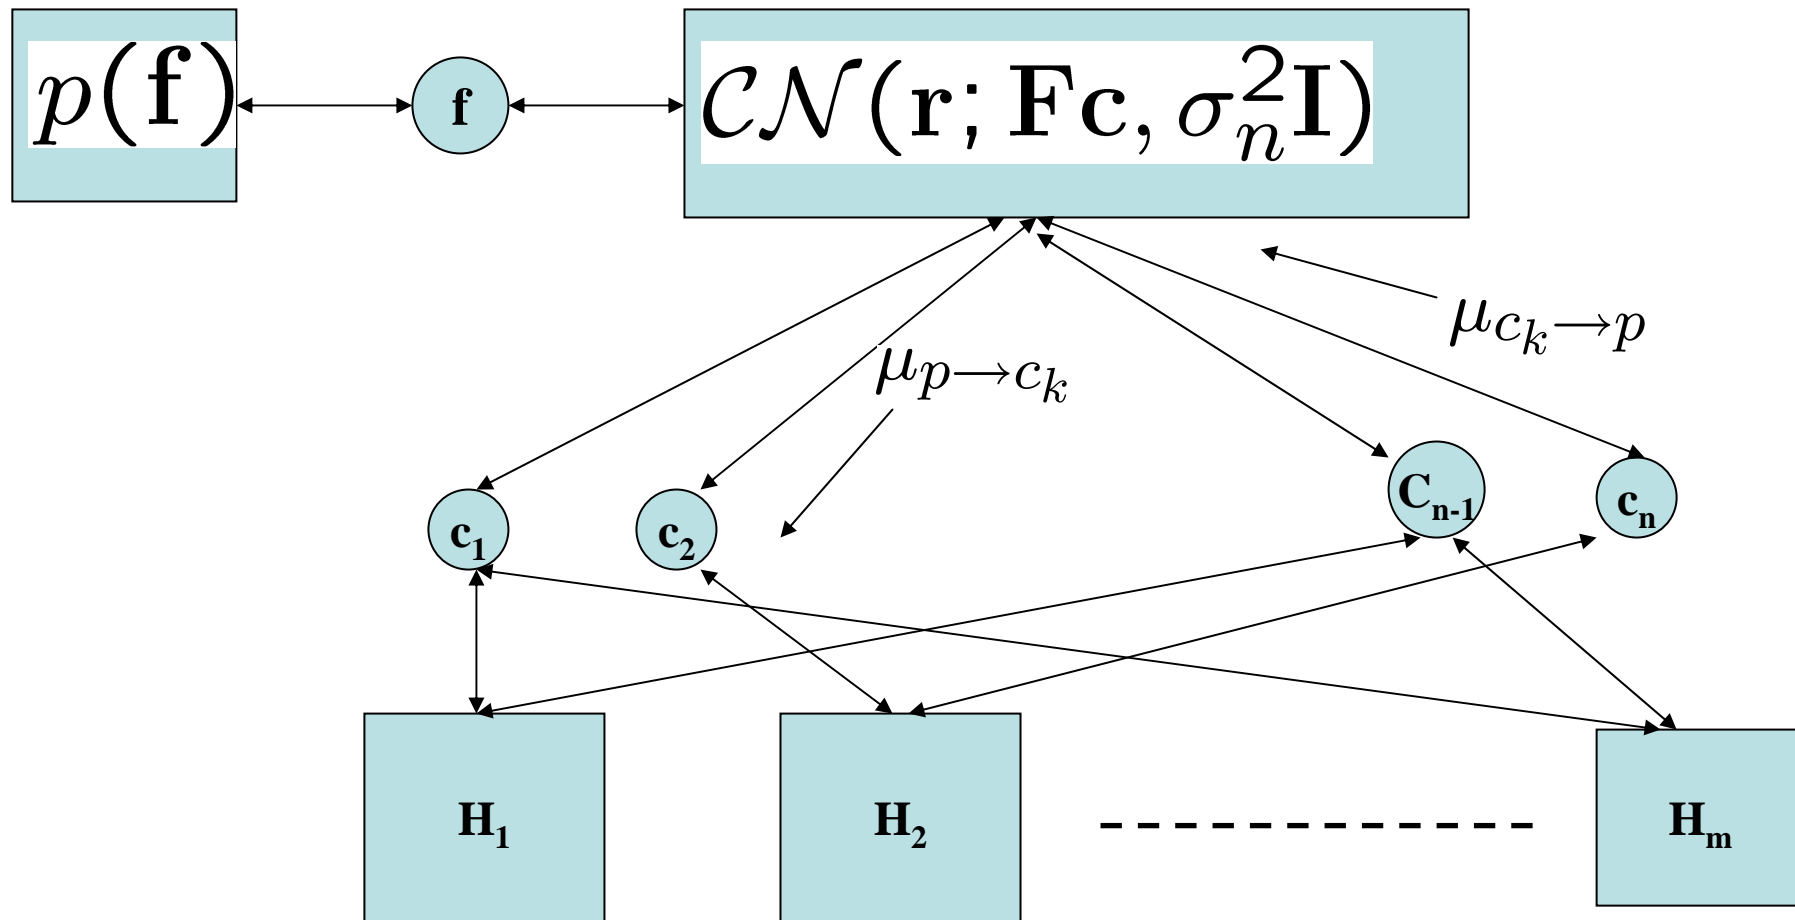 p(f)
f
𝒞𝒩(r; Fc, σ_n^2 I)
μ_{c_k→p}
μ_{p→c_k}
c_1
c_2
C_{n-1}
c_n
H_1
H_2
H_m